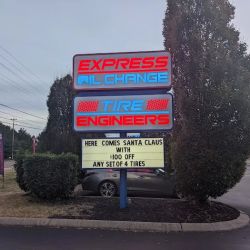 EXPRESS
OIL CHANGE
TIRE
ENGINEERS
HERE COMES SANTA CLAUS
WITH
$100 OFF
ANY SET OF 4 TIRES